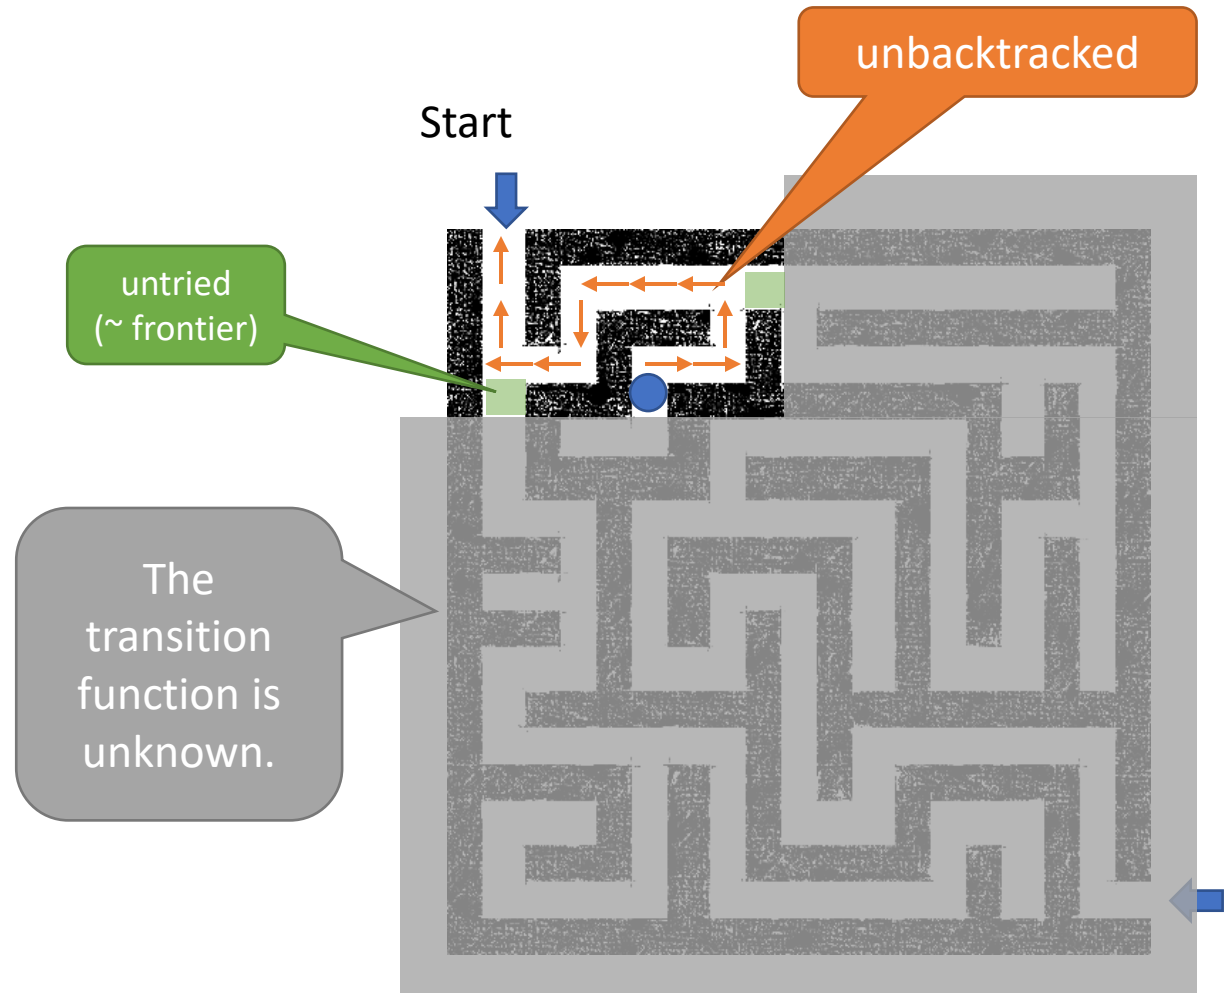 unbacktracked
Start
untried
(~ frontier)
The
transition
function is
unknown.